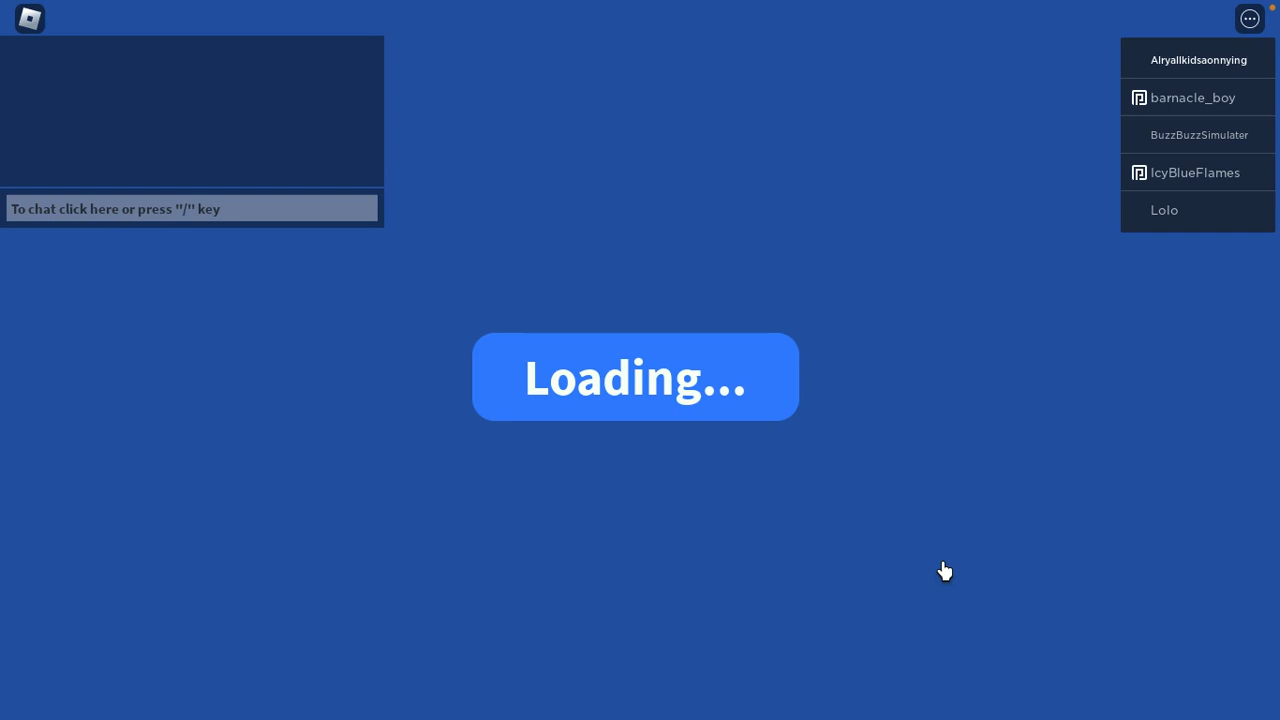 Alryallkidsaonnying
barnacle_boy
BuzzBuzzSimulater
IcyBlueFlames
Lolo
To chat click here or press "/" key
Loading...